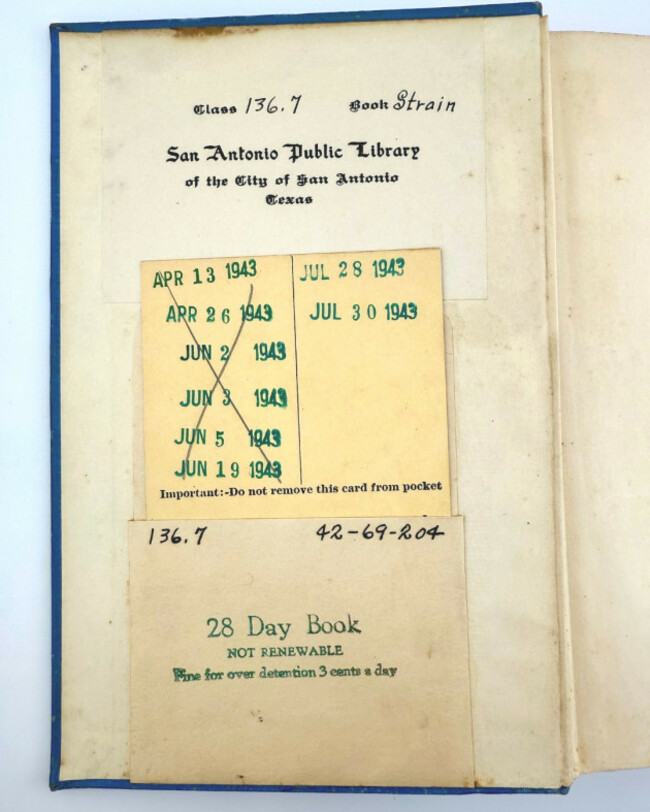 Class 136.7 Book Strain
San Antonio Public Library
of the City of San Antonio
Texas
APR 13 1943
APR 26 1943
JUN 2 1943
JUN 3 1943
JUN 5 1943
JUN 19 1943
JUL 28 1943
JUL 30 1943
Important:-Do not remove this card from pocket
136.7 42-69-204
28 Day Book
NOT RENEWABLE
Fine for over detention 3 cents a day